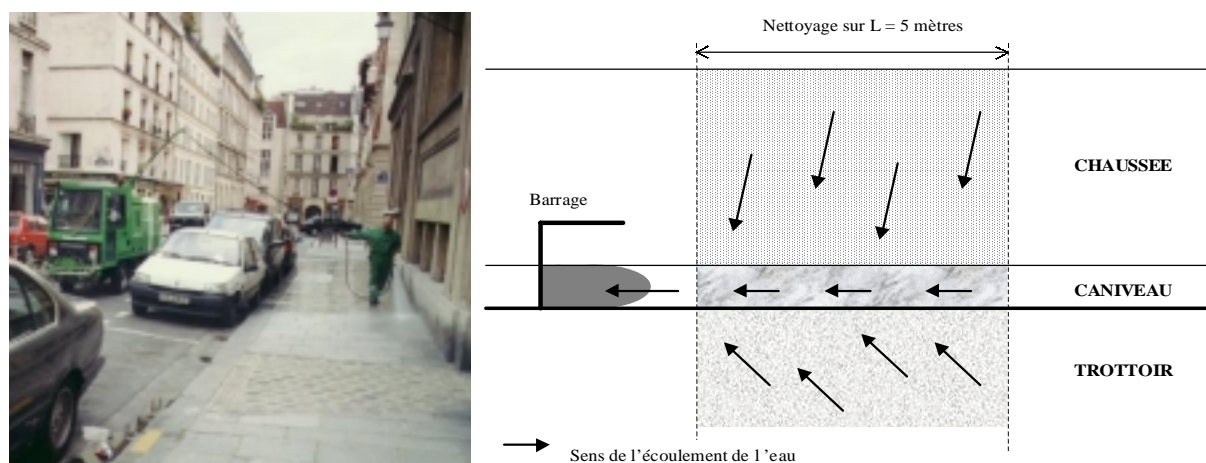 Nettoyage sur L = 5 mètres
CHAUSSEE
Barrage
CANIVEAU
TROTTOIR
Sens de l'écoulement de l 'eau